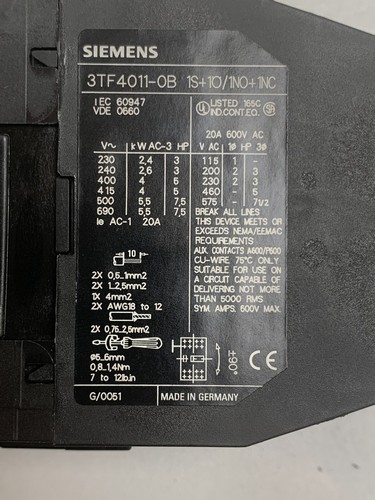 SIEMENS
3TF4011-0B 1S+1Ö/1NO+1NC
IEC 60947
VDE 0660
UL LISTED 165C
IND.CONT.EQ. SA
20A 600V AC
V~ kW AC-3 HP
230 2,4 3
240 2,6 3
400 4 5
415 4 5
500 5,5 7,5
690 5,5 7,5
Ie AC-1 20A
V AC 1Ø HP 3Ø
115 1 -
200 2 3
230 2 3
460 - 5
575 - 7 1/2
BREAK ALL LINES
THIS DEVICE MEETS OR
EXCEEDS NEMA/EEMAC
REQUIREMENTS
AUX. CONTACTS A600/P600
CU-WIRE 75°C ONLY
SUITABLE FOR USE ON
A CIRCUIT CAPABLE OF
DELIVERING NOT MORE
THAN 5000 RMS
SYM. AMPS. 600V MAX.
10
2X 0,5...1mm2
2X 1...2,5mm2
1X 4mm2
2X AWG18 to 12
2X 0,75...2,5mm2
Ø5...6mm
0,8...1,4Nm
7 to 12lb.in
±90°
CE
G/0051
MADE IN GERMANY